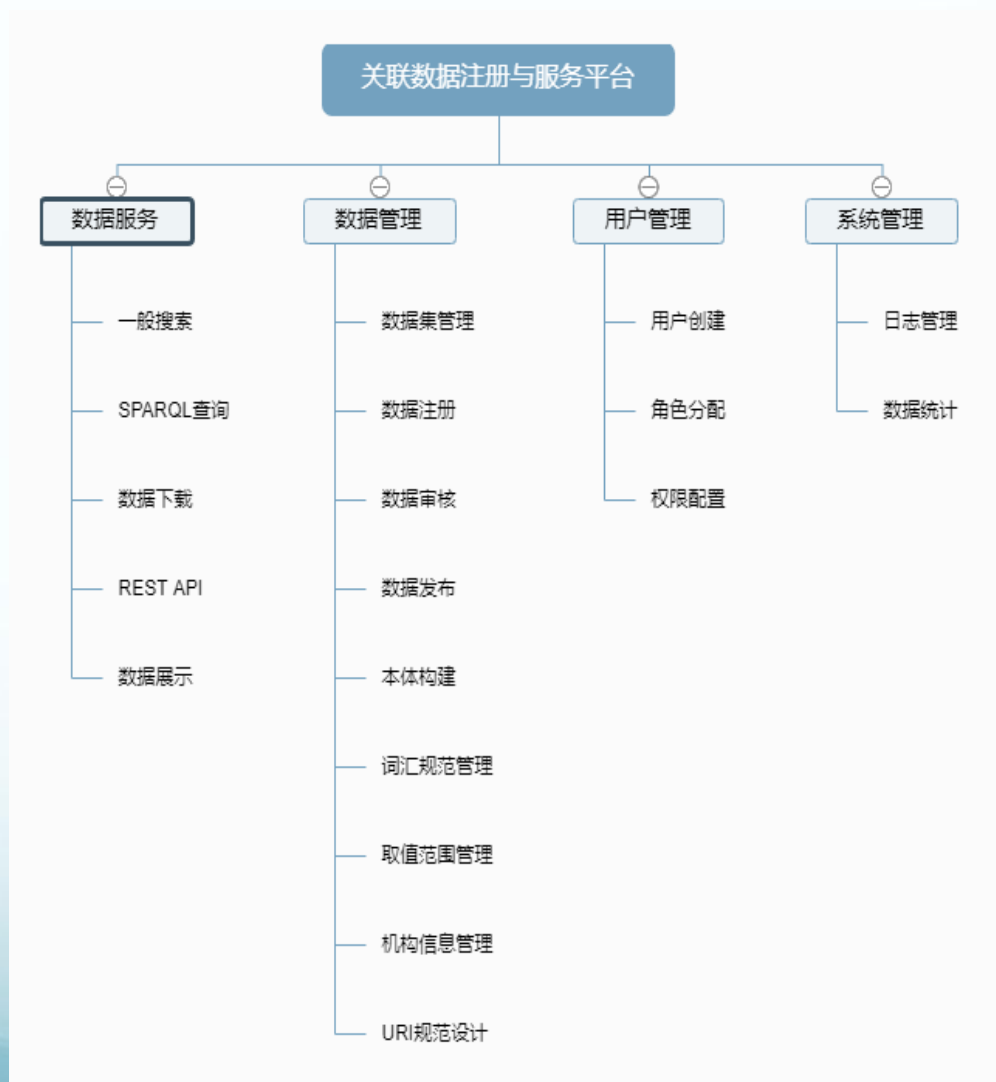 关联数据注册与服务平台
数据服务
数据管理
用户管理
系统管理
一般搜索
SPARQL查询
数据下载
REST API
数据展示
数据集管理
数据注册
数据审核
数据发布
本体构建
词汇规范管理
取值范围管理
机构信息管理
URI规范设计
用户创建
角色分配
权限配置
日志管理
数据统计